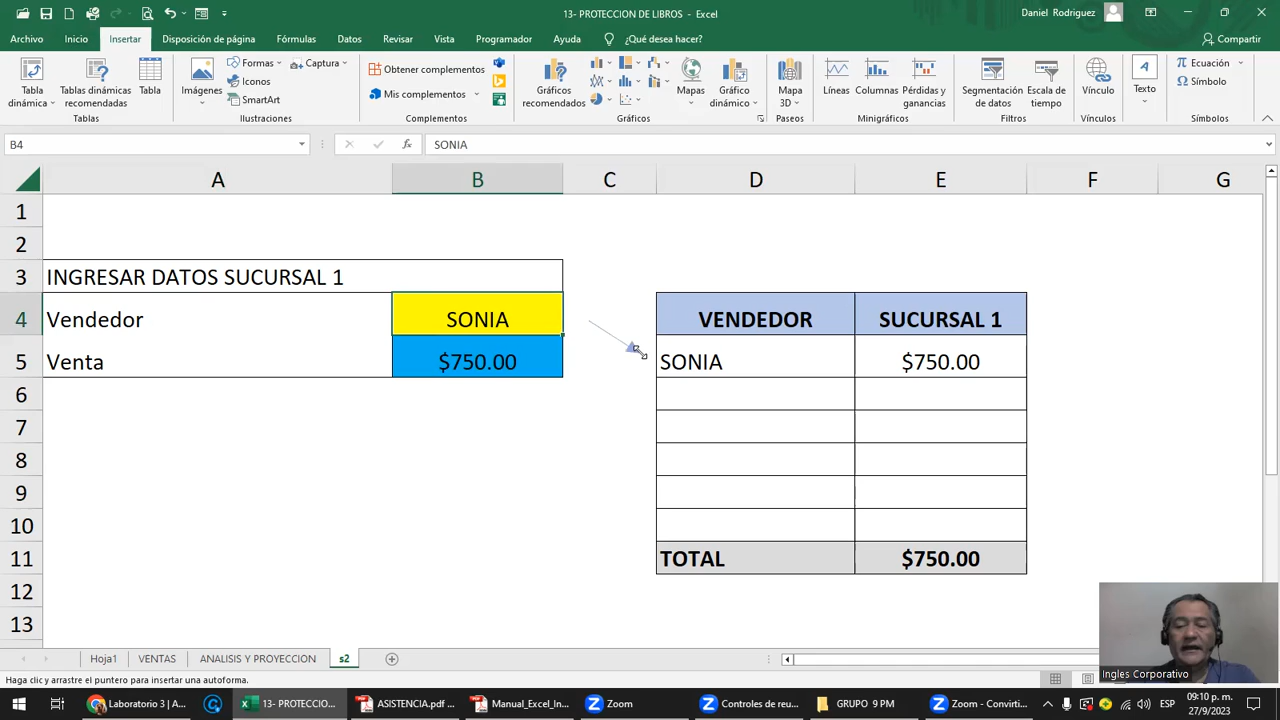 13- PROTECCION DE LIBROS - Excel
Daniel Rodriguez
Archivo Inicio Insertar Disposición de página Fórmulas Datos Revisar Vista Programador Ayuda ¿Qué desea hacer? Compartir
Tabla dinámica
Tablas dinámicas recomendadas
Tabla
Tablas
Imágenes
Formas
Iconos
SmartArt
Captura
Ilustraciones
Obtener complementos
Mis complementos
Complementos
Gráficos recomendados
Mapas
Gráfico dinámico
Gráficos
Mapa 3D
Paseos
Líneas
Columnas
Pérdidas y ganancias
Minigráficos
Segmentación de datos
Escala de tiempo
Filtros
Vínculo
Vínculos
Texto
Ecuación
Símbolo
Símbolos
B4
fx
SONIA
A B C D E F G
1
2
3 INGRESAR DATOS SUCURSAL 1
4 Vendedor SONIA VENDEDOR SUCURSAL 1
5 Venta $750.00 SONIA $750.00
6
7
8
9
10
11 TOTAL $750.00
12
13
Ingles Corporativo
Hoja1 VENTAS ANALISIS Y PROYECCION s2
Haga clic y arrastre el puntero para insertar una autoforma.
Laboratorio 3 | A...
13- PROTECCIO...
ASISTENCIA.pdf ...
Manual_Excel_In...
Zoom
Controles de reu...
GRUPO 9 PM
Zoom - Convirti...
ESP
09:10 p. m.
27/9/2023